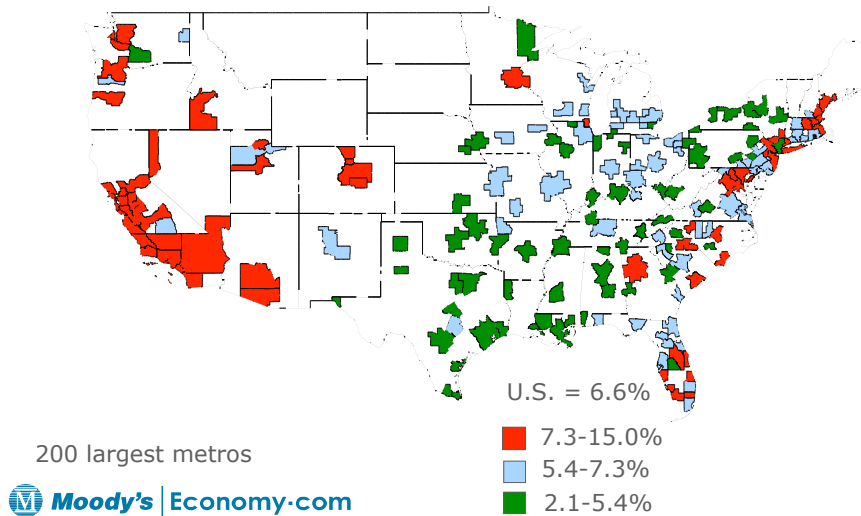 U.S. = 6.6%
7.3-15.0%
5.4-7.3%
2.1-5.4%
200 largest metros
M Moody's | Economy·com